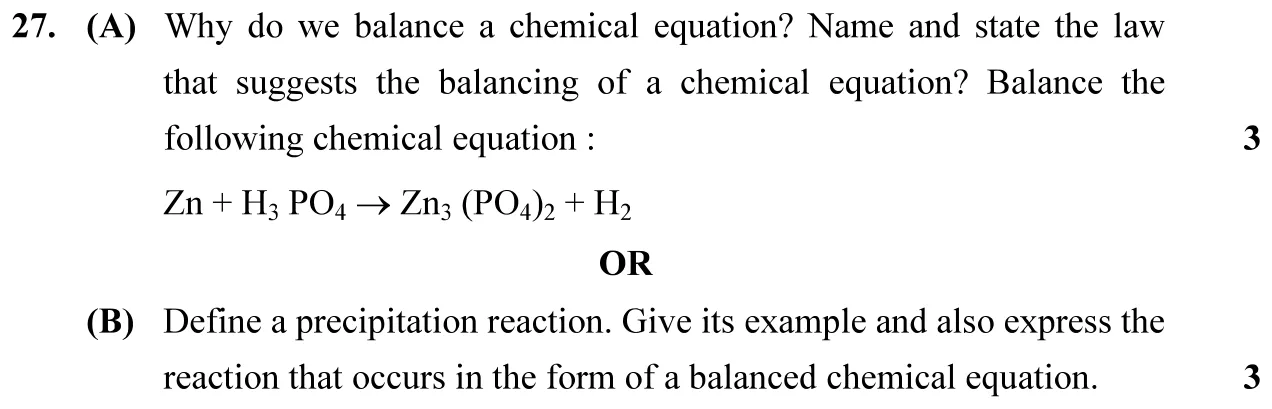 27. (A) Why do we balance a chemical equation? Name and state the law
that suggests the balancing of a chemical equation? Balance the
following chemical equation : 3
Zn + H₃ PO₄ → Zn₃ (PO₄)₂ + H₂
OR
(B) Define a precipitation reaction. Give its example and also express the
reaction that occurs in the form of a balanced chemical equation. 3